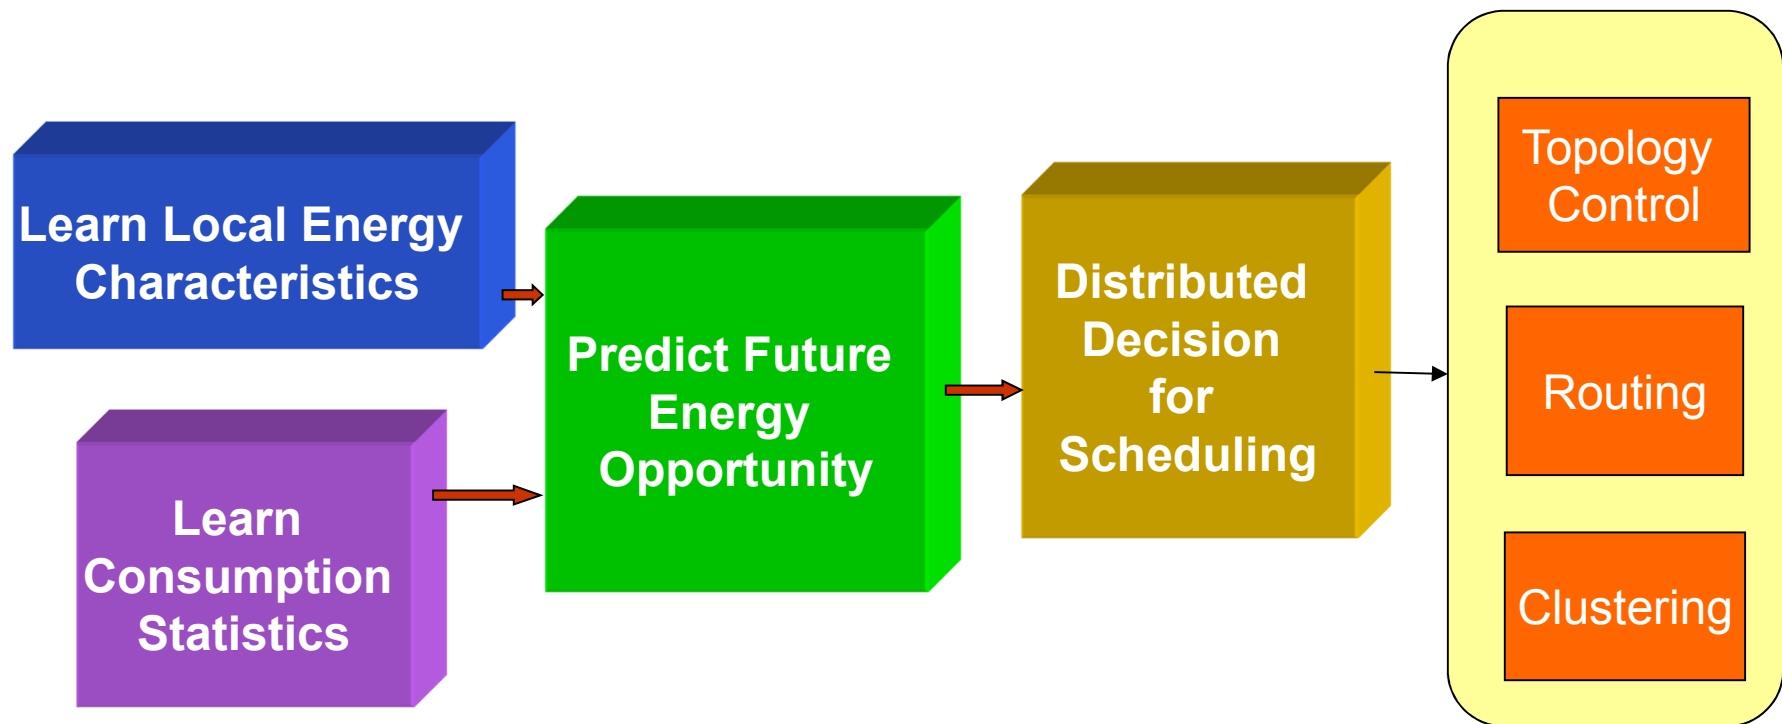 Learn Local Energy
Characteristics
Learn
Consumption
Statistics
Predict Future
Energy
Opportunity
Distributed
Decision
for
Scheduling
Topology
Control
Routing
Clustering